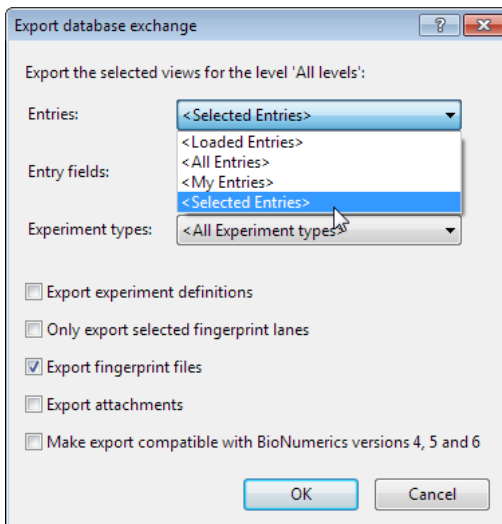 Export database exchange
Export the selected views for the level 'All levels':
Entries: <Selected Entries>
<Loaded Entries>
<All Entries>
Entry fields: <My Entries>
<Selected Entries>
Experiment types: <All Experiment types>
Export experiment definitions
Only export selected fingerprint lanes
Export fingerprint files
Export attachments
Make export compatible with BioNumerics versions 4, 5 and 6
OK Cancel